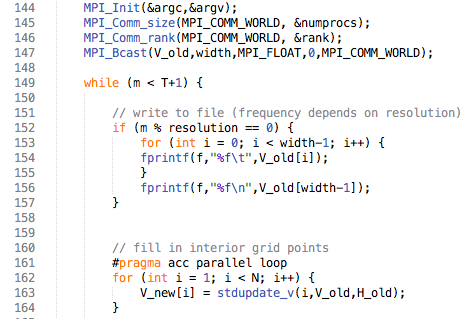 144 MPI_Init(&argc,&argv);
145 MPI_Comm_size(MPI_COMM_WORLD, &numprocs);
146 MPI_Comm_rank(MPI_COMM_WORLD, &rank);
147 MPI_Bcast(V_old,width,MPI_FLOAT,0,MPI_COMM_WORLD);
148
149 while (m < T+1) {
150
151 // write to file (frequency depends on resolution)
152 if (m % resolution == 0) {
153 for (int i = 0; i < width-1; i++) {
154 fprintf(f,"%f\t",V_old[i]);
155 }
156 fprintf(f,"%f\n",V_old[width-1]);
157 }
158
159
160 // fill in interior grid points
161 #pragma acc parallel loop
162 for (int i = 1; i < N; i++) {
163 V_new[i] = stdupdate_v(i,V_old,H_old);
164 }